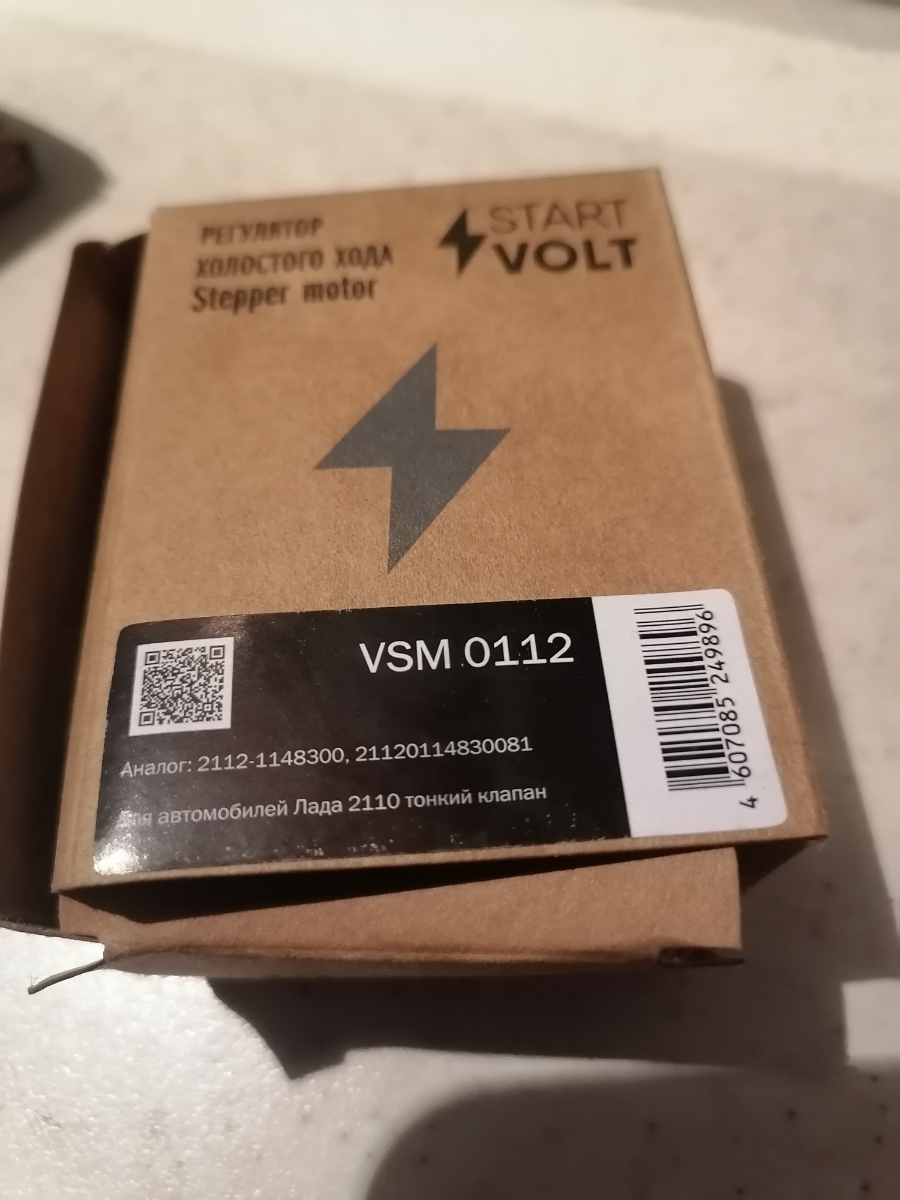 РЕГУЛЯТОР
ХОЛОСТОГО ХОДА
Stepper motor
START
VOLT
VSM 0112
Аналог: 2112-1148300, 21120114830081
автомобилей Лада 2110 тонкий клапан
4 607085 249896